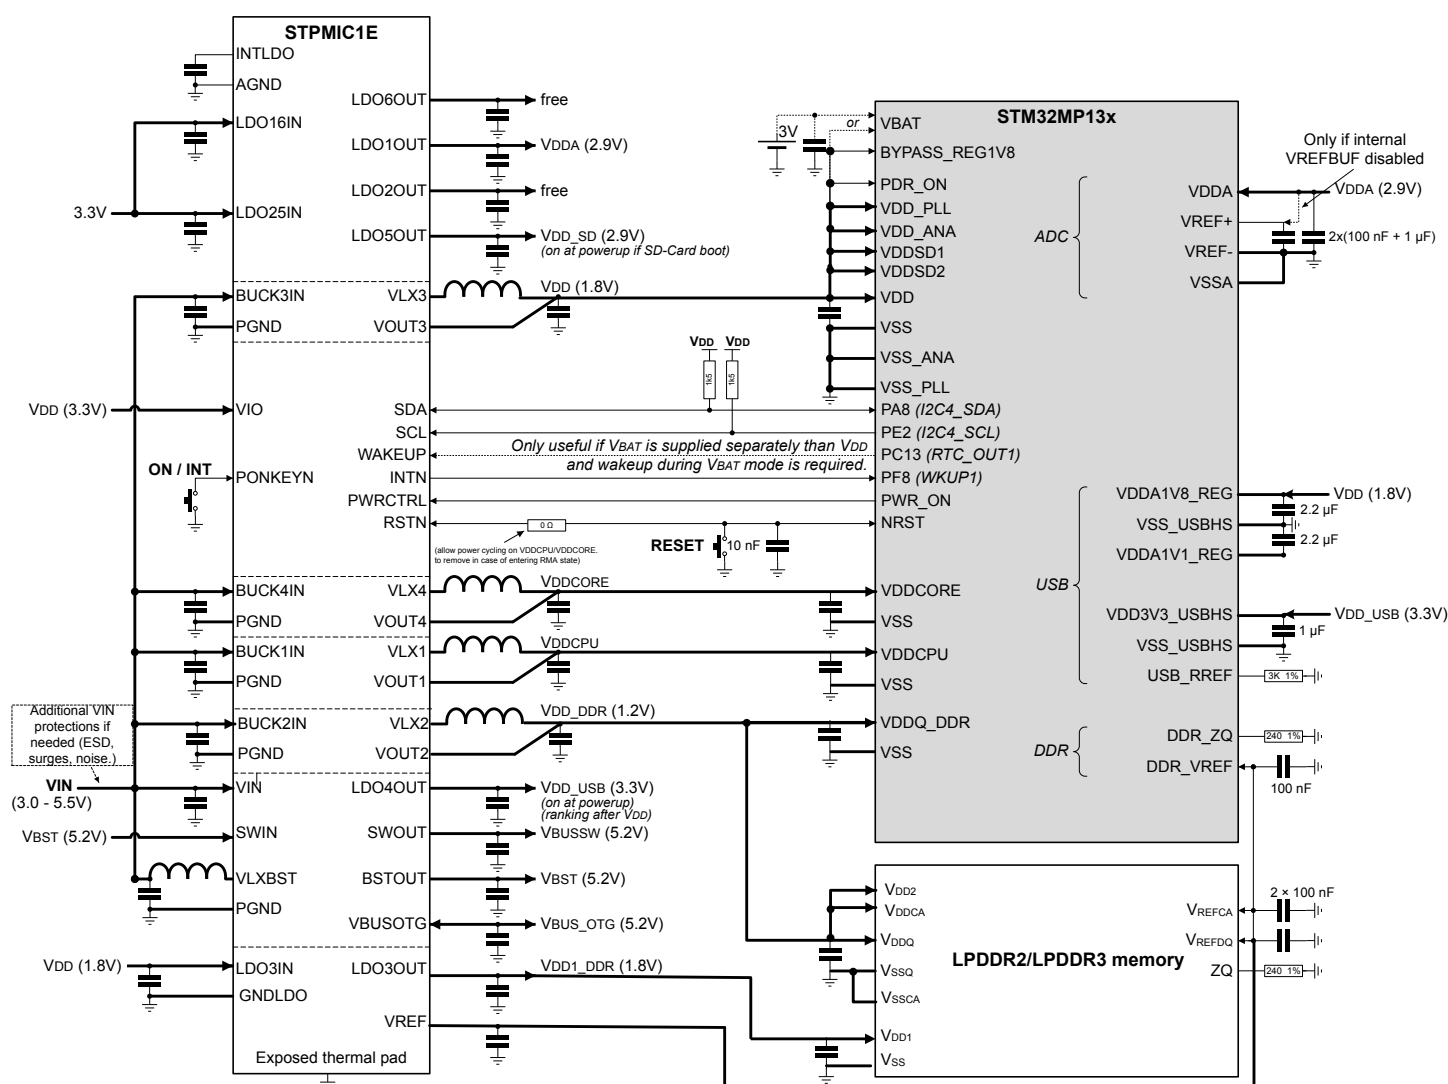 STPMIC1E
INTLDO
AGND
LDO6OUT
free
LDO16IN
LDO1OUT
VDDA (2.9V)
LDO2OUT
free
3.3V
LDO25IN
LDO5OUT
VDD_SD (2.9V)
(on at powerup if SD-Card boot)
BUCK3IN
VLX3
VDD (1.8V)
PGND
VOUT3
VDD
VDD
1k5
1k5
VDD (3.3V)
VIO
SDA
SCL
Only useful if VBAT is supplied separately than VDD
and wakeup during VBAT mode is required.
WAKEUP
ON / INT
PONKEYN
INTN
PWRCTRL
RSTN
0 Ω
(allow power cycling on VDDCPU/VDDCORE.
to remove in case of entering RMA state)
RESET
10 nF
BUCK4IN
VLX4
VDDCORE
PGND
VOUT4
BUCK1IN
VLX1
VDDCPU
PGND
VOUT1
Additional VIN
protections if
needed (ESD,
surges, noise.)
BUCK2IN
VLX2
VDD_DDR (1.2V)
PGND
VOUT2
VIN
(3.0 - 5.5V)
VIN
LDO4OUT
VDD_USB (3.3V)
(on at powerup)
(ranking after VDD)
VBST (5.2V)
SWIN
SWOUT
VBUSSW (5.2V)
VLXBST
BSTOUT
VBST (5.2V)
PGND
VBUSOTG
VBUS_OTG (5.2V)
VDD (1.8V)
LDO3IN
LDO3OUT
VDD1_DDR (1.8V)
GNDLDO
VREF
Exposed thermal pad
STM32MP13x
3V
or
VBAT
BYPASS_REG1V8
PDR_ON
VDD_PLL
VDD_ANA
VDDSD1
VDDSD2
VDD
VSS
VSS_ANA
VSS_PLL
PA8 (I2C4_SDA)
PE2 (I2C4_SCL)
PC13 (RTC_OUT1)
PF8 (WKUP1)
PWR_ON
NRST
VDDCORE
VSS
VDDCPU
VSS
VDDQ_DDR
VSS
ADC
Only if internal
VREFBUF disabled
VDDA
VDDA (2.9V)
VREF+
2x(100 nF + 1 µF)
VREF-
VSSA
USB
VDDA1V8_REG
VDD (1.8V)
2.2 µF
VSS_USBHS
2.2 µF
VDDA1V1_REG
VDD3V3_USBHS
VDD_USB (3.3V)
1 µF
VSS_USBHS
USB_RREF
3K 1%
DDR
DDR_ZQ
240 1%
DDR_VREF
100 nF
LPDDR2/LPDDR3 memory
VDD2
VDDCA
VDDQ
VSSQ
VSSCA
VDD1
VSS
2 × 100 nF
VREFCA
VREFDQ
ZQ
240 1%